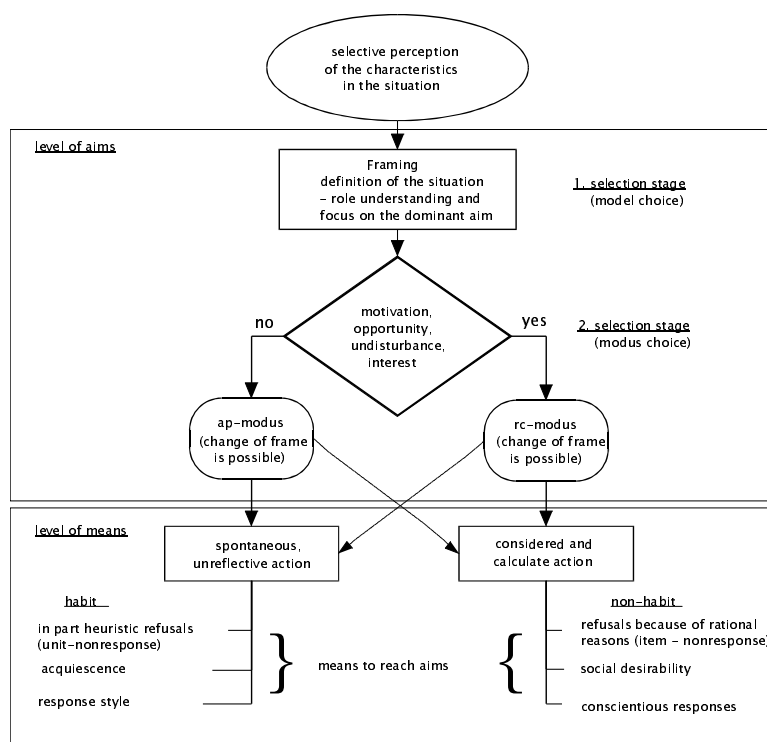 selective perception
of the characteristics
in the situation
level of aims
Framing
definition of the situation
– role understanding and
focus on the dominant aim
1. selection stage
(model choice)
no
motivation,
opportunity,
undisturbance,
interest
yes
2. selection stage
(modus choice)
ap-modus
(change of frame
is possible)
rc-modus
(change of frame
is possible)
level of means
spontaneous,
unreflective action
considered and
calculate action
habit
non-habit
in part heuristic refusals
(unit-nonresponse)
refusals because of rational
reasons (item – nonresponse)
acquiescence
} means to reach aims {
social desirability
response style
conscientious responses